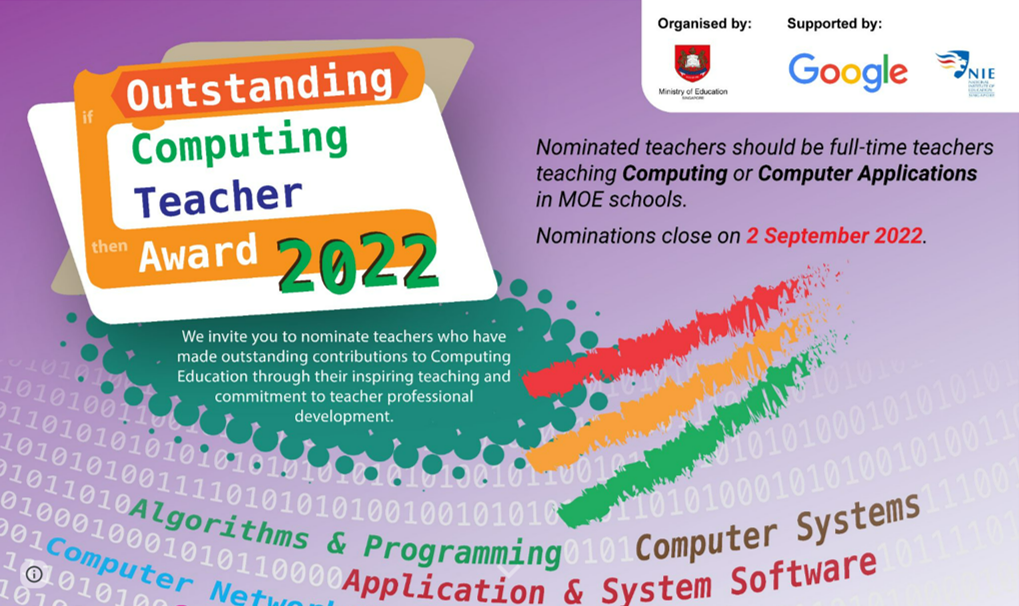 Organised by:
Supported by:
Ministry of Education
SINGAPORE
Google
NIE
NATIONAL
INSTITUTE OF
EDUCATION
SINGAPORE
if
Outstanding
Computing
Teacher
then
Award 2022
Nominated teachers should be full-time teachers
teaching Computing or Computer Applications
in MOE schools.
Nominations close on 2 September 2022.
We invite you to nominate teachers who have
made outstanding contributions to Computing
Education through their inspiring teaching and
commitment to teacher professional
development.
Algorithms & Programming
Computer Systems
Computer
Application & System Software